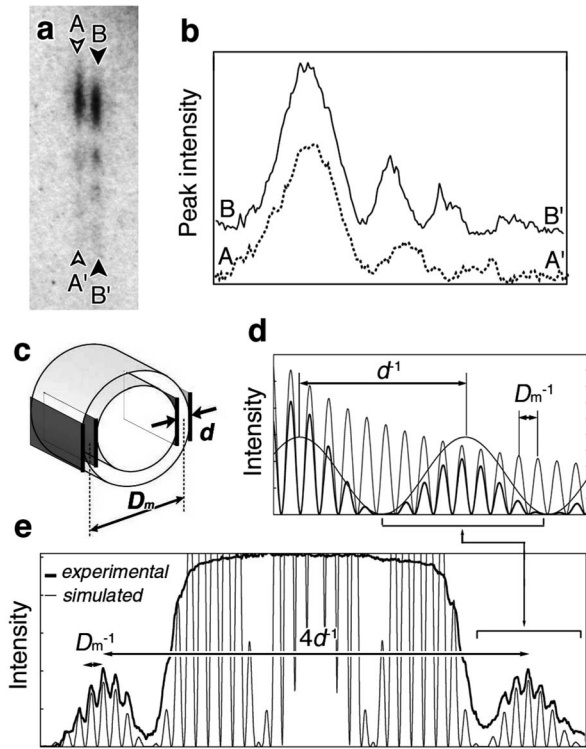 a
A
B
A'
B'
b
Peak intensity
B
B'
A
A'
c
d
Dₘ
d
d⁻¹
Dₘ⁻¹
Intensity
e
experimental
simulated
Dₘ⁻¹
4d⁻¹
Intensity